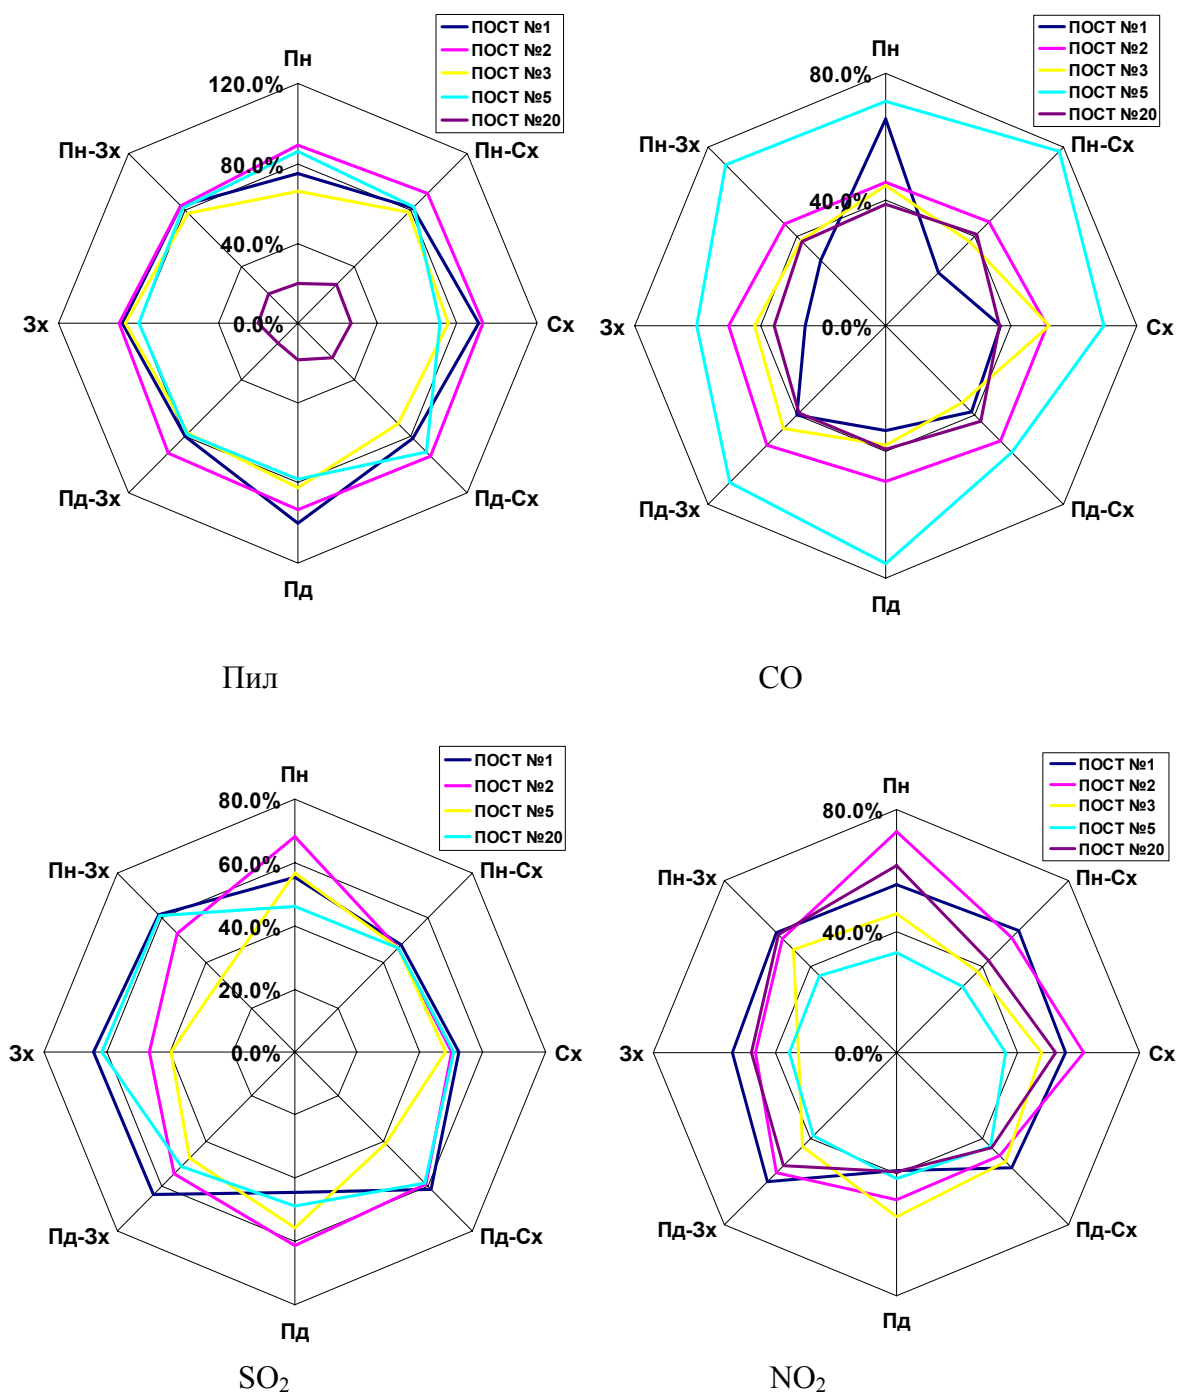 ПОСТ №1
ПОСТ №2
ПОСТ №3
ПОСТ №5
ПОСТ №20
Пн
120.0%
Пн-Зх
Пн-Сх
80.0%
40.0%
Зх
0.0%
Сх
Пд-Зх
Пд-Сх
Пд
Пил
ПОСТ №1
ПОСТ №2
ПОСТ №3
ПОСТ №5
ПОСТ №20
Пн
80.0%
Пн-Зх
Пн-Сх
40.0%
Зх
0.0%
Сх
Пд-Зх
Пд-Сх
Пд
СО
ПОСТ №1
ПОСТ №2
ПОСТ №5
ПОСТ №20
Пн
80.0%
Пн-Зх
60.0%
Пн-Сх
40.0%
20.0%
Зх
0.0%
Сх
Пд-Зх
Пд-Сх
Пд
SO₂
ПОСТ №1
ПОСТ №2
ПОСТ №3
ПОСТ №5
ПОСТ №20
Пн
80.0%
Пн-Зх
Пн-Сх
40.0%
Зх
0.0%
Сх
Пд-Зх
Пд-Сх
Пд
NO₂